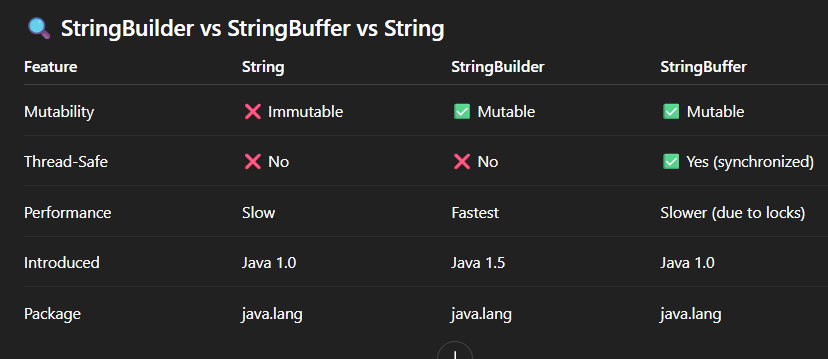 🔍 StringBuilder vs StringBuffer vs String
Feature String StringBuilder StringBuffer
Mutability ❌ Immutable ✅ Mutable ✅ Mutable
Thread-Safe ❌ No ❌ No ✅ Yes (synchronized)
Performance Slow Fastest Slower (due to locks)
Introduced Java 1.0 Java 1.5 Java 1.0
Package java.lang java.lang java.lang